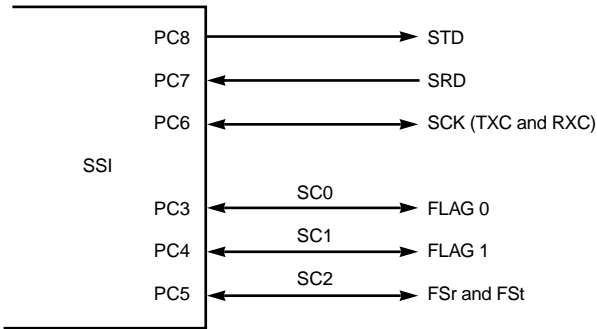 PC8 STD
PC7 SRD
PC6 SCK (TXC and RXC)
SSI
SC0
PC3 FLAG 0
SC1
PC4 FLAG 1
SC2
PC5 FSr and FSt